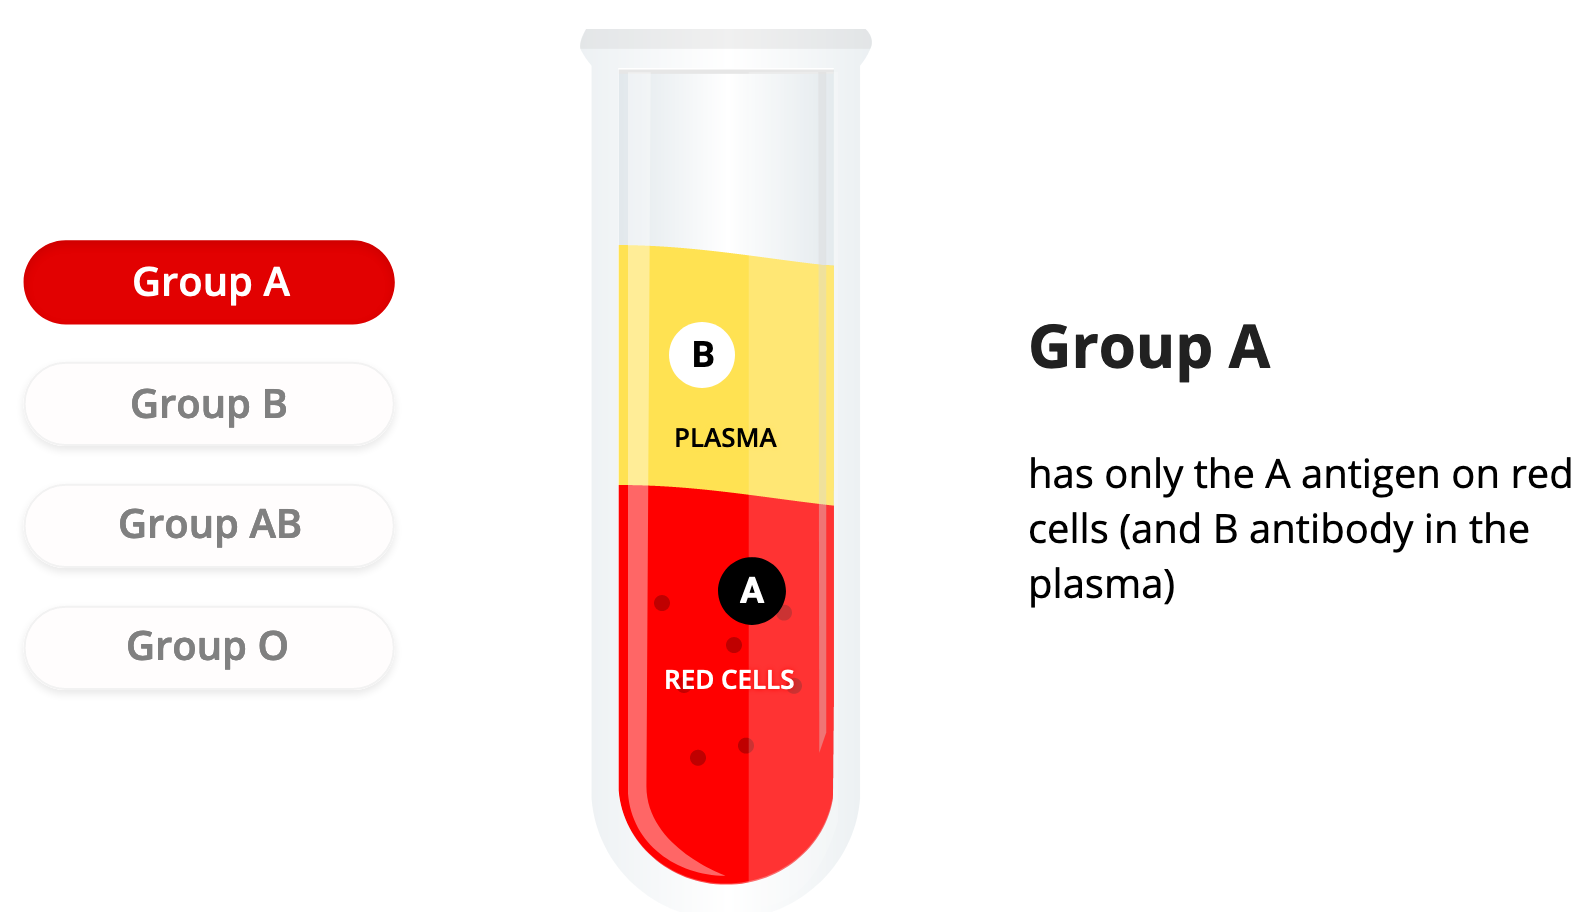 Group A
Group B
Group AB
Group O
B
PLASMA
A
RED CELLS
Group A
has only the A antigen on red
cells (and B antibody in the
plasma)